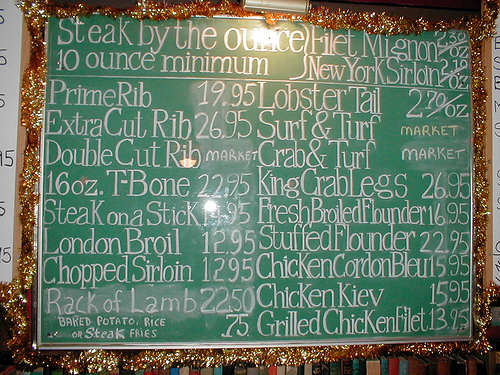 Steak by the ounce/Filet Mignon 2.30/oz
10 ounce minimum /New York Sirloin 2.10/oz
Prime Rib 19.95
Extra Cut Rib 26.95
Double Cut Rib MARKET
16oz. T-Bone 22.95
Steak on a Stick
London Broil 12.95
Chopped Sirloin 12.95
Rack of Lamb 22.50
BAKED POTATO, RICE
OR Steak FRIES .75
Lobster Tail 2.70/oz
Surf & Turf MARKET
Crab & Turf MARKET
King Crab Legs 26.95
Fresh Broiled Flounder 16.95
Stuffed Flounder 22.95
Chicken Cordon Bleu 15.95
Chicken Kiev 15.95
Grilled Chicken Filet 13.95